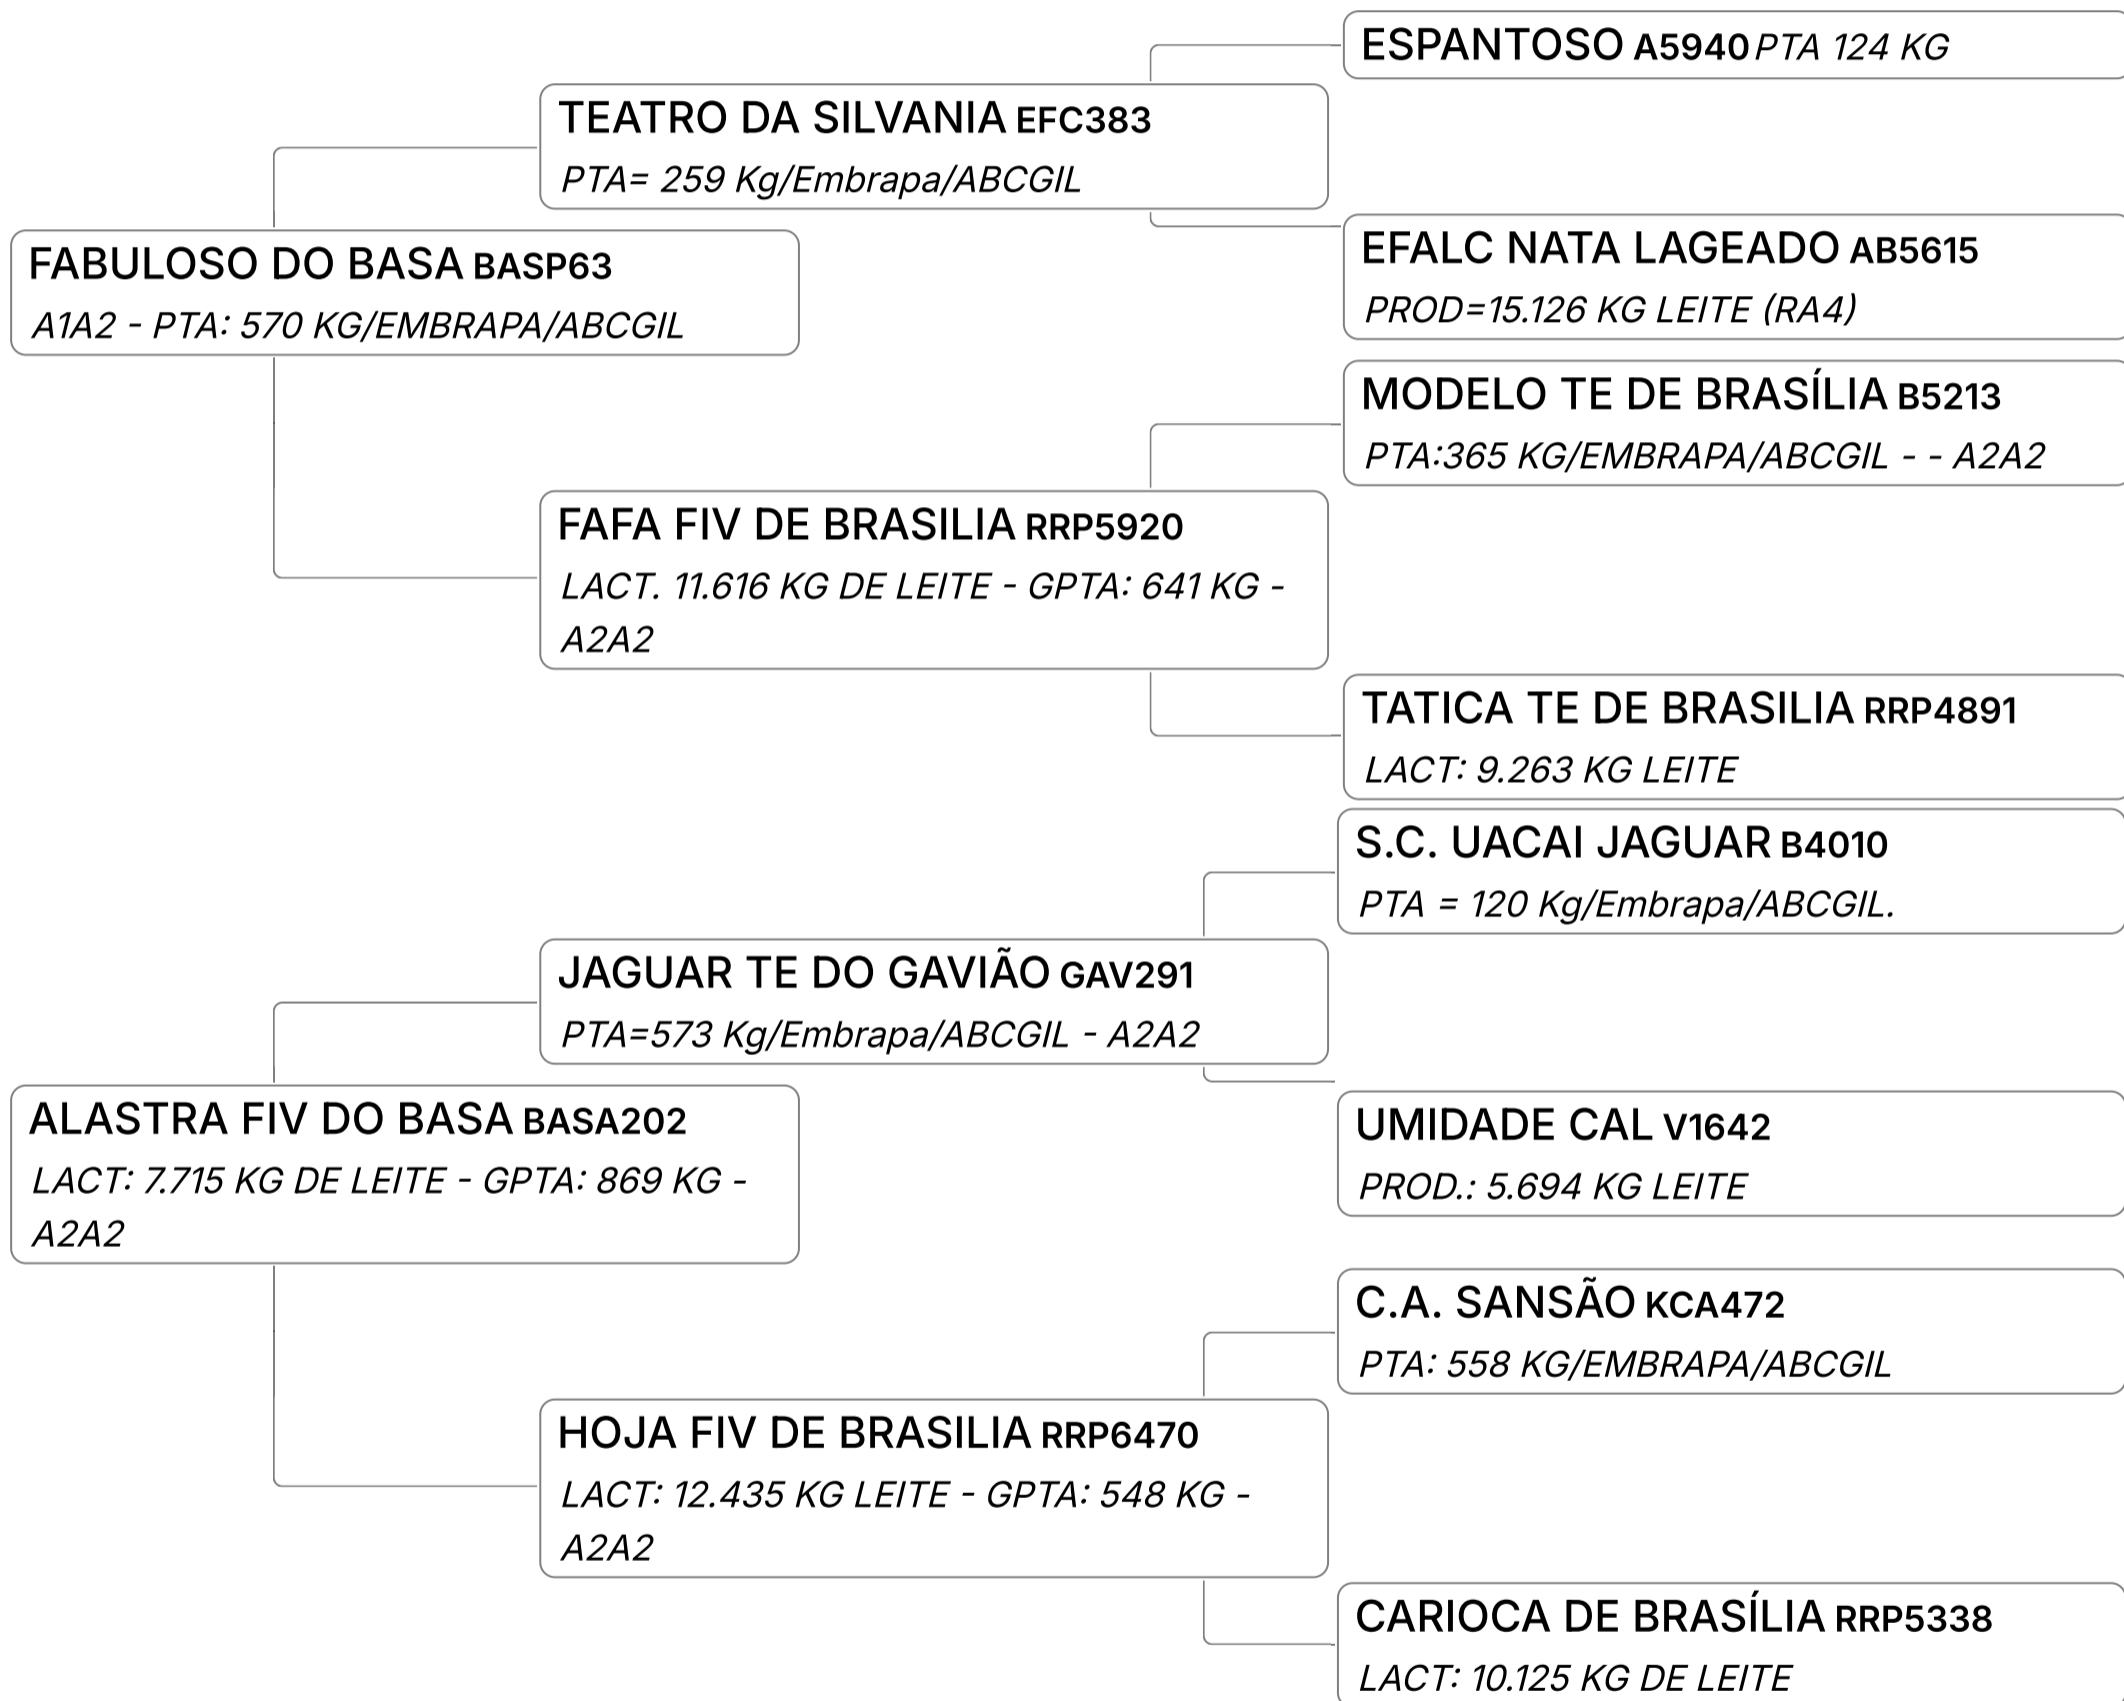 ESPANTOSO A5940 PTA 124 KG
TEATRO DA SILVANIA EFC383
PTA= 259 Kg/Embrapa/ABCGIL
EFALC NATA LAGEADO AB5615
PROD=15.126 KG LEITE (RA4)
FABULOSO DO BASA BASP63
A1A2 - PTA: 570 KG/EMBRAPA/ABCGIL
MODELO TE DE BRASÍLIA B5213
PTA:365 KG/EMBRAPA/ABCGIL - - A2A2
FAFA FIV DE BRASILIA RRP5920
LACT. 11.616 KG DE LEITE - GPTA: 641 KG -
A2A2
TATICA TE DE BRASILIA RRP4891
LACT: 9.263 KG LEITE
S.C. UACAI JAGUAR B4010
PTA = 120 Kg/Embrapa/ABCGIL.
JAGUAR TE DO GAVIÃO GAV291
PTA=573 Kg/Embrapa/ABCGIL - A2A2
UMIDADE CAL V1642
PROD.: 5.694 KG LEITE
ALASTRA FIV DO BASA BASA202
LACT: 7.715 KG DE LEITE - GPTA: 869 KG -
A2A2
C.A. SANSÃO KCA472
PTA: 558 KG/EMBRAPA/ABCGIL
HOJA FIV DE BRASILIA RRP6470
LACT: 12.435 KG LEITE - GPTA: 548 KG -
A2A2
CARIOCA DE BRASÍLIA RRP5338
LACT: 10.125 KG DE LEITE